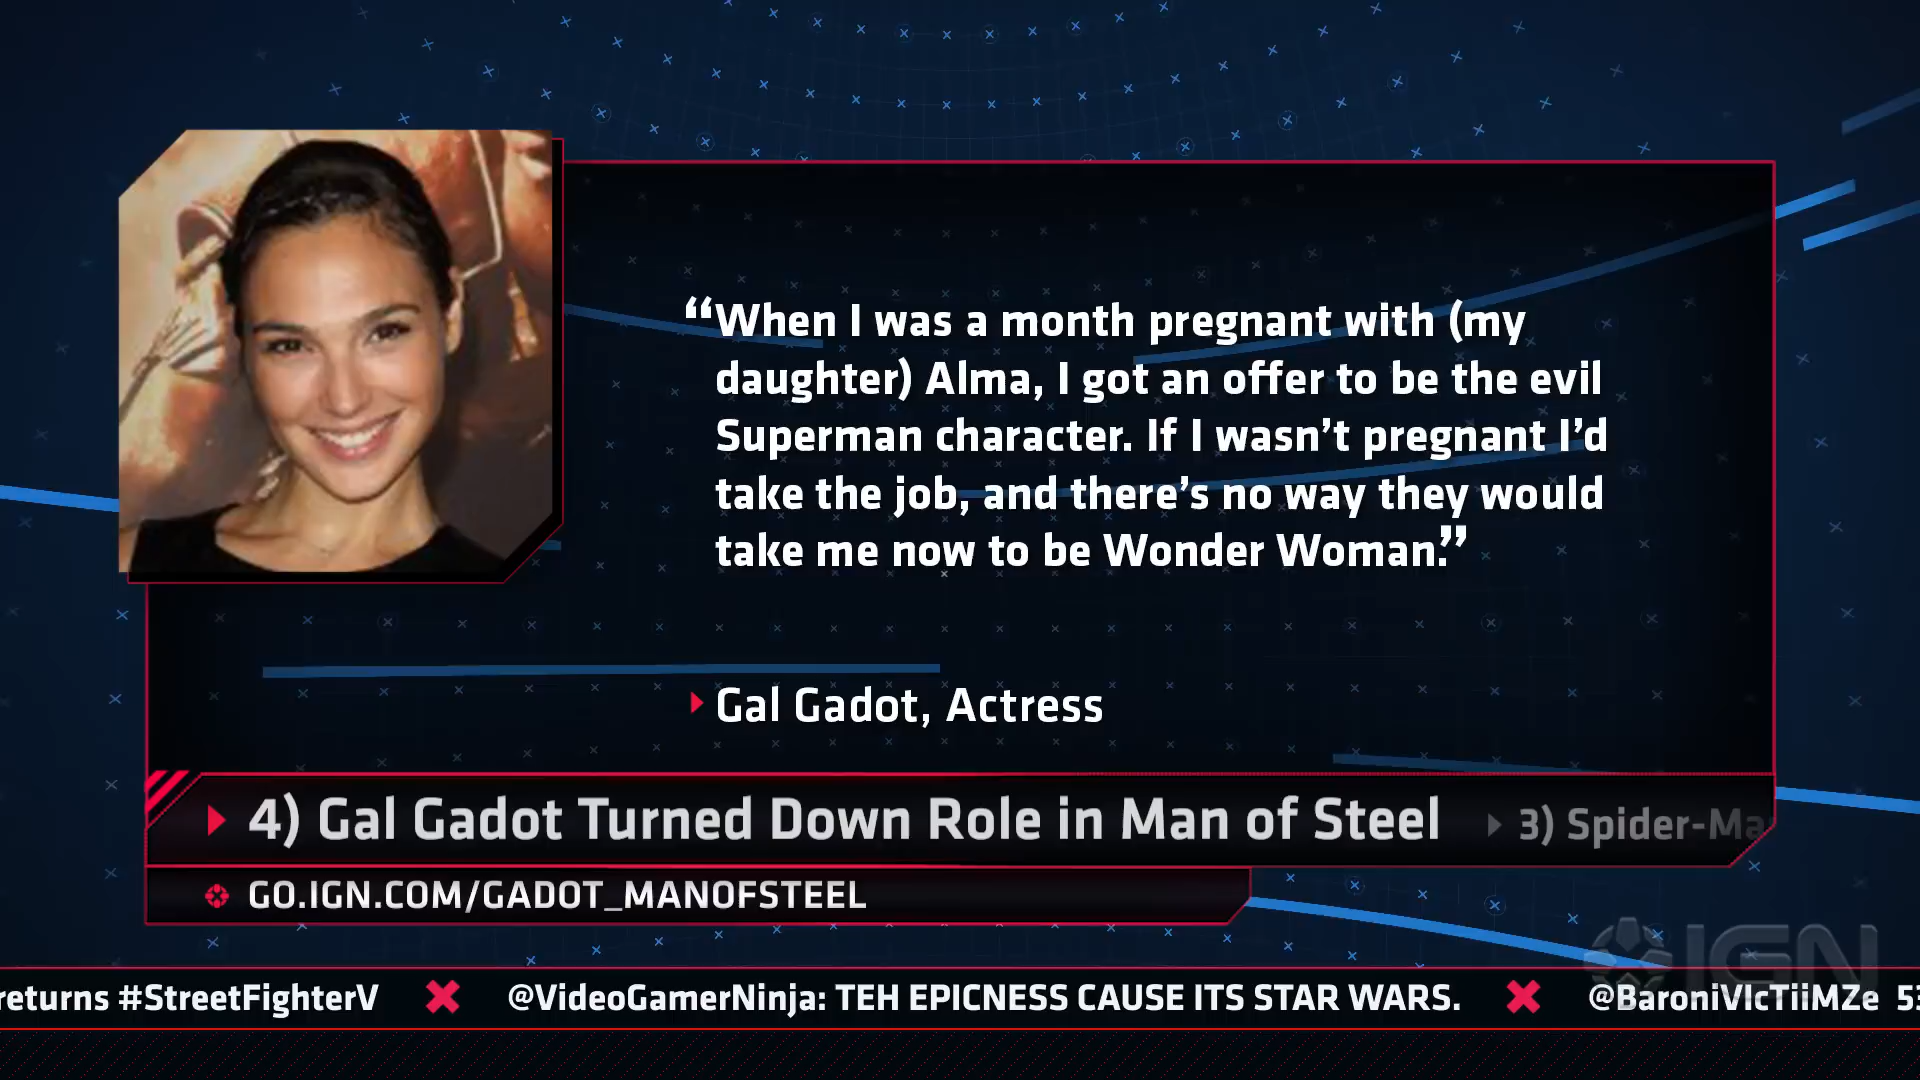 “When I was a month pregnant with (my
daughter) Alma, I got an offer to be the evil
Superman character. If I wasn’t pregnant I’d
take the job, and there’s no way they would
take me now to be Wonder Woman.”
Gal Gadot, Actress
4) Gal Gadot Turned Down Role in Man of Steel
3) Spider-Ma
GO.IGN.COM/GADOT_MANOFSTEEL
IGN
returns #StreetFighterV
@VideoGamerNinja: TEH EPICNESS CAUSE ITS STAR WARS.
@BaroniVIcTiiMZe 53